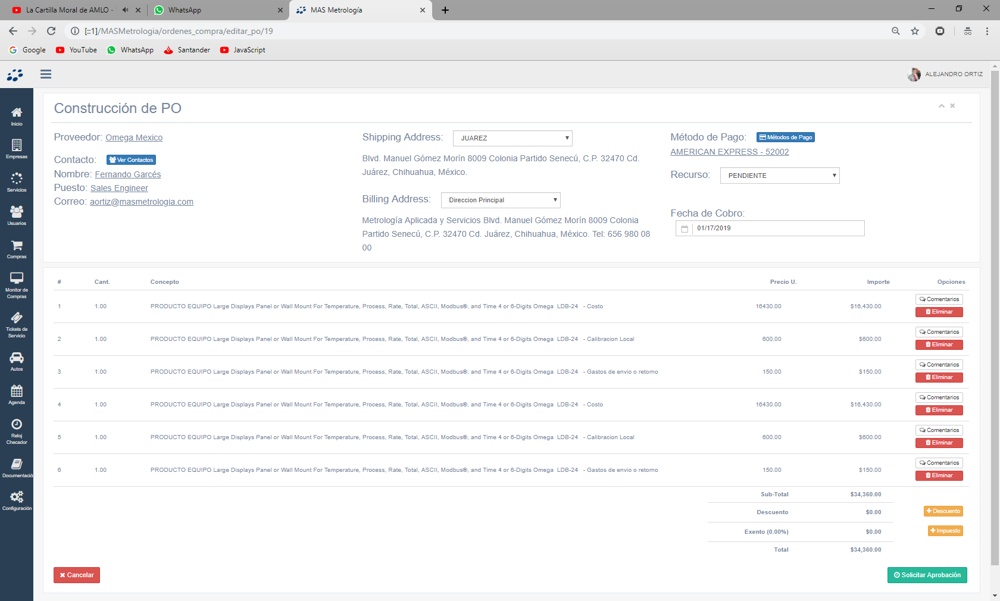 La Cartilla Moral de AMLO -
WhatsApp
MAS Metrología
[::1]/MASMetrologia/ordenes_compra/editar_po/19
Google
YouTube
WhatsApp
Santander
JavaScript
ALEJANDRO ORTIZ
Inicio
Empresas
Servicios
Usuarios
Compras
Monitor de
Compras
Tickets de
Servicio
Autos
Agenda
Reloj
Checador
Documentación
Configuración
Construcción de PO
Proveedor: Omega Mexico
Contacto: Ver Contactos
Nombre: Fernando Garcés
Puesto: Sales Engineer
Correo: aortiz@masmetrologia.com
Shipping Address: JUAREZ
Blvd. Manuel Gómez Morín 8009 Colonia Partido Senecú, C.P. 32470 Cd.
Juárez, Chihuahua, México.
Billing Address: Direccion Principal
Metrología Aplicada y Servicios Blvd. Manuel Gómez Morín 8009 Colonia
Partido Senecú, C.P. 32470 Cd. Juárez, Chihuahua, México. Tel: 656 980 08
00
Método de Pago: Métodos de Pago
AMERICAN EXPRESS - 52002
Recurso: PENDIENTE
Fecha de Cobro:
01/17/2019
# Cant. Concepto Precio U. Importe Opciones
1 1.00 PRODUCTO EQUIPO Large Displays Panel or Wall Mount For Temperature, Process, Rate, Total, ASCII, Modbus®, and Time 4 or 6-Digits Omega LDB-24 - Costo 16430.00 $16,430.00 Comentarios
Eliminar
2 1.00 PRODUCTO EQUIPO Large Displays Panel or Wall Mount For Temperature, Process, Rate, Total, ASCII, Modbus®, and Time 4 or 6-Digits Omega LDB-24 - Calibracion Local 600.00 $600.00 Comentarios
Eliminar
3 1.00 PRODUCTO EQUIPO Large Displays Panel or Wall Mount For Temperature, Process, Rate, Total, ASCII, Modbus®, and Time 4 or 6-Digits Omega LDB-24 - Gastos de envio o retorno 150.00 $150.00 Comentarios
Eliminar
4 1.00 PRODUCTO EQUIPO Large Displays Panel or Wall Mount For Temperature, Process, Rate, Total, ASCII, Modbus®, and Time 4 or 6-Digits Omega LDB-24 - Costo 16430.00 $16,430.00 Comentarios
Eliminar
5 1.00 PRODUCTO EQUIPO Large Displays Panel or Wall Mount For Temperature, Process, Rate, Total, ASCII, Modbus®, and Time 4 or 6-Digits Omega LDB-24 - Calibracion Local 600.00 $600.00 Comentarios
Eliminar
6 1.00 PRODUCTO EQUIPO Large Displays Panel or Wall Mount For Temperature, Process, Rate, Total, ASCII, Modbus®, and Time 4 or 6-Digits Omega LDB-24 - Gastos de envio o retorno 150.00 $150.00 Comentarios
Eliminar
Sub-Total $34,360.00
Descuento $0.00 Descuento
Exento (0.00%) $0.00 Impuesto
Total $34,360.00
Cancelar
Solicitar Aprobación